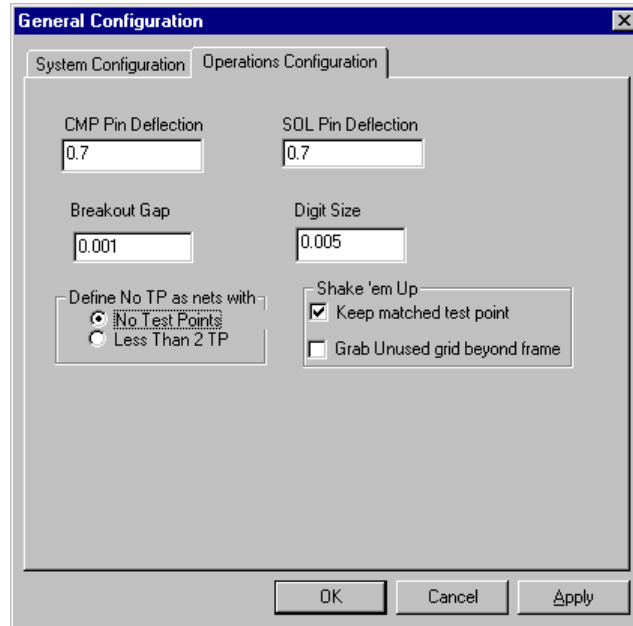 General Configuration
System Configuration
Operations Configuration
CMP Pin Deflection
SOL Pin Deflection
0.7
0.7
Breakout Gap
Digit Size
0.001
0.005
Define No TP as nets with
No Test Points
Less Than 2 TP
Shake 'em Up
Keep matched test point
Grab Unused grid beyond frame
OK
Cancel
Apply